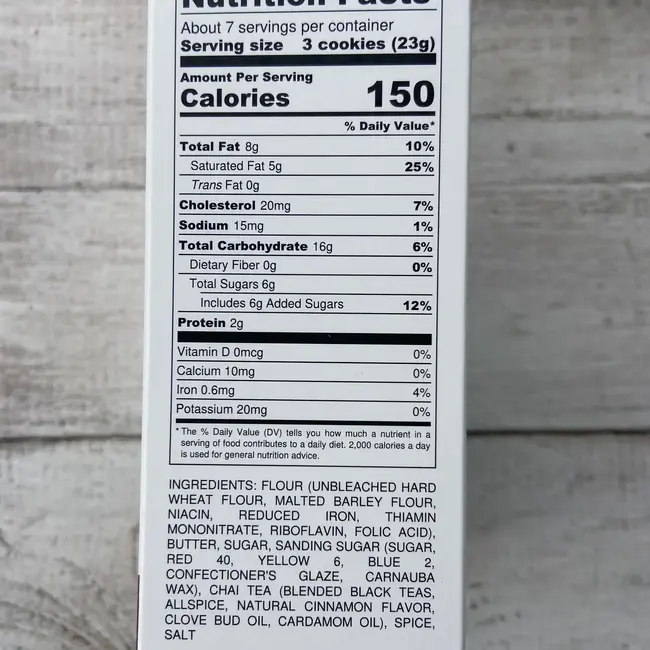 Nutrition Facts
About 7 servings per container
Serving size 3 cookies (23g)
Amount Per Serving
Calories 150
% Daily Value*
Total Fat 8g 10%
Saturated Fat 5g 25%
Trans Fat 0g
Cholesterol 20mg 7%
Sodium 15mg 1%
Total Carbohydrate 16g 6%
Dietary Fiber 0g 0%
Total Sugars 6g
Includes 6g Added Sugars 12%
Protein 2g
Vitamin D 0mcg 0%
Calcium 10mg 0%
Iron 0.6mg 4%
Potassium 20mg 0%
*The % Daily Value (DV) tells you how much a nutrient in a
serving of food contributes to a daily diet. 2,000 calories a day
is used for general nutrition advice.
INGREDIENTS: FLOUR (UNBLEACHED HARD
WHEAT FLOUR, MALTED BARLEY FLOUR,
NIACIN, REDUCED IRON, THIAMIN
MONONITRATE, RIBOFLAVIN, FOLIC ACID),
BUTTER, SUGAR, SANDING SUGAR (SUGAR,
RED 40, YELLOW 6, BLUE 2,
CONFECTIONER'S GLAZE, CARNAUBA
WAX), CHAI TEA (BLENDED BLACK TEAS,
ALLSPICE, NATURAL CINNAMON FLAVOR,
CLOVE BUD OIL, CARDAMOM OIL), SPICE,
SALT